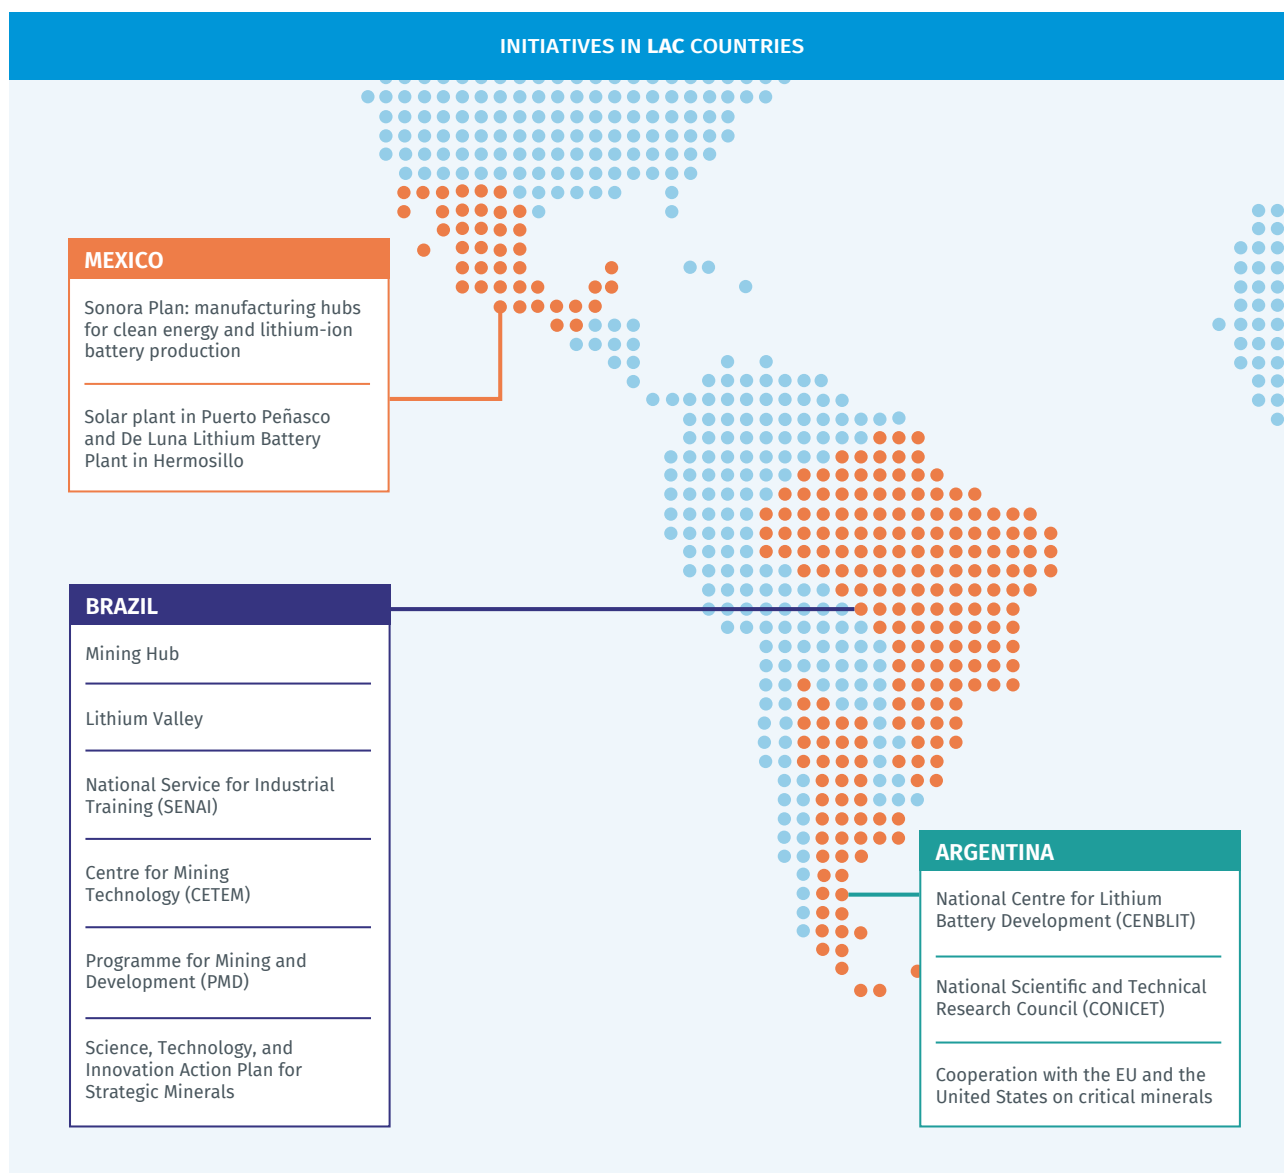 INITIATIVES IN LAC COUNTRIES
MEXICO
Sonora Plan: manufacturing hubs
for clean energy and lithium-ion
battery production
Solar plant in Puerto Peñasco
and De Luna Lithium Battery
Plant in Hermosillo
BRAZIL
Mining Hub
Lithium Valley
National Service for Industrial
Training (SENAI)
Centre for Mining
Technology (CETEM)
Programme for Mining and
Development (PMD)
Science, Technology, and
Innovation Action Plan for
Strategic Minerals
ARGENTINA
National Centre for Lithium
Battery Development (CENBLIT)
National Scientific and Technical
Research Council (CONICET)
Cooperation with the EU and the
United States on critical minerals